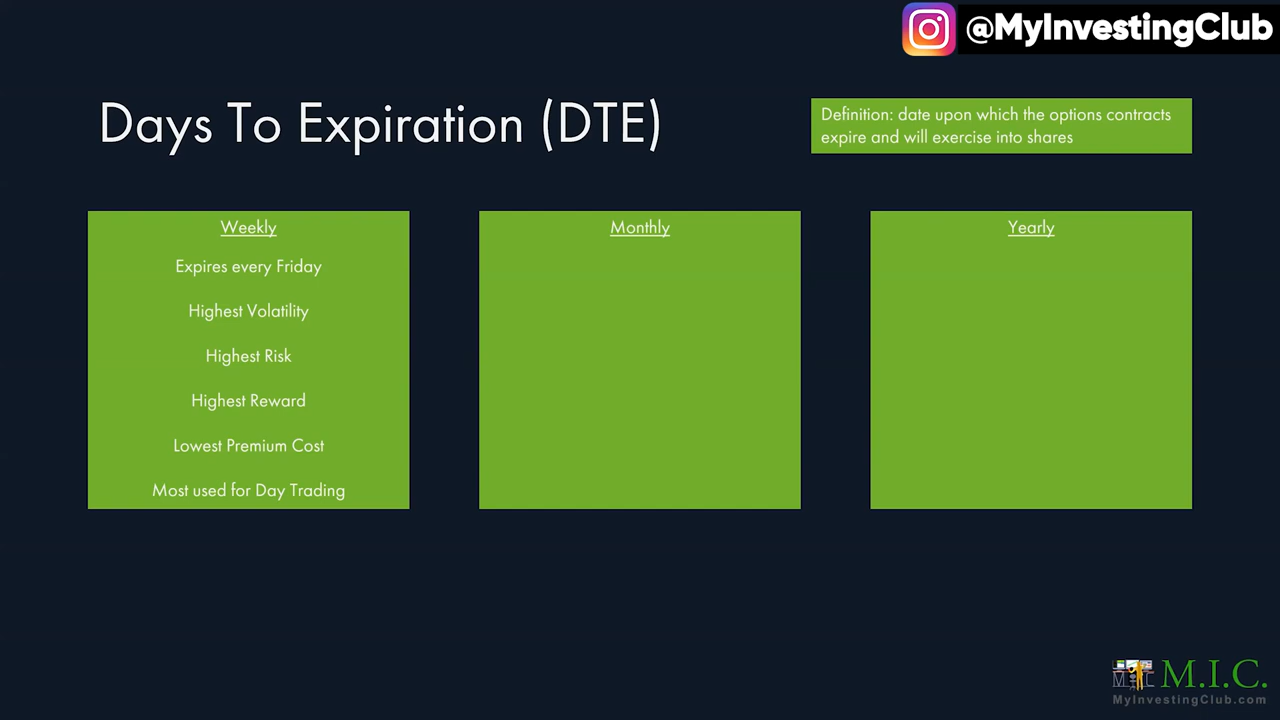 @MyInvestingClub
Days To Expiration (DTE)
Definition: date upon which the options contracts
expire and will exercise into shares
Weekly
Expires every Friday
Highest Volatility
Highest Risk
Highest Reward
Lowest Premium Cost
Most used for Day Trading
Monthly
Yearly
M.I.C.
MyInvestingClub.com